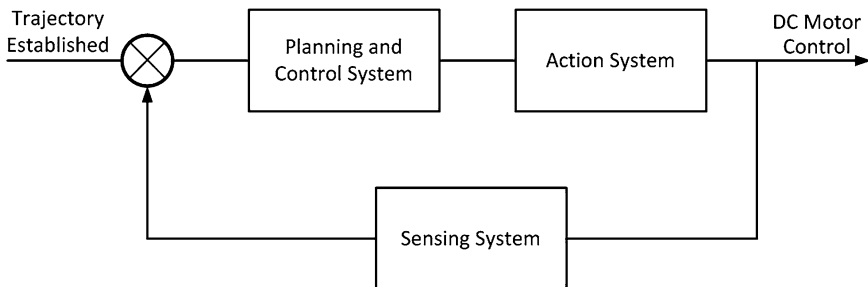 Trajectory
Established
Planning and
Control System
Action System
DC Motor
Control
Sensing System